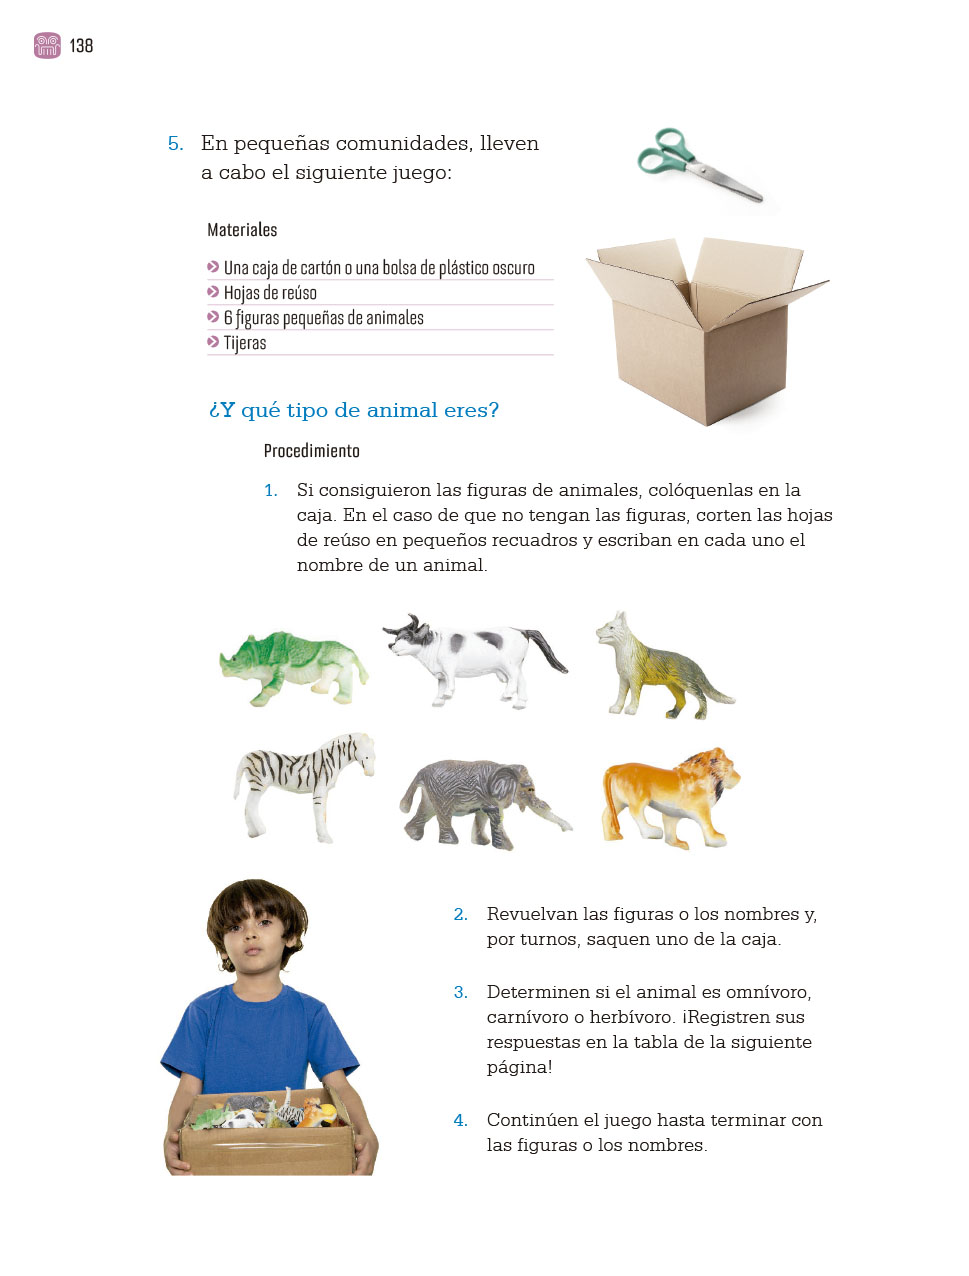 138
5. En pequeñas comunidades, lleven
a cabo el siguiente juego:
Materiales
Una caja de cartón o una bolsa de plástico oscuro
Hojas de reúso
6 figuras pequeñas de animales
Tijeras
¿Y qué tipo de animal eres?
Procedimiento
1. Si consiguieron las figuras de animales, colóquenlas en la
caja. En el caso de que no tengan las figuras, corten las hojas
de reúso en pequeños recuadros y escriban en cada uno el
nombre de un animal.
2. Revuelvan las figuras o los nombres y,
por turnos, saquen uno de la caja.
3. Determinen si el animal es omnívoro,
carnívoro o herbívoro. ¡Registren sus
respuestas en la tabla de la siguiente
página!
4. Continúen el juego hasta terminar con
las figuras o los nombres.